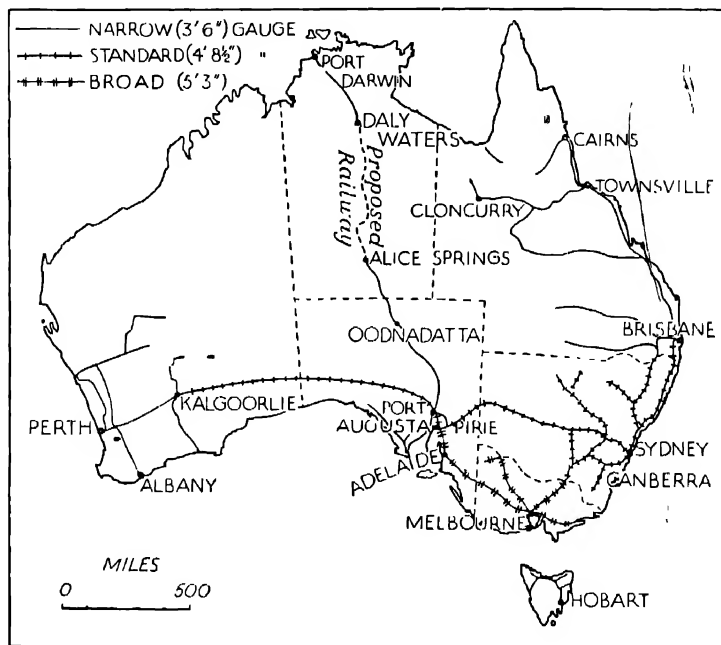 NARROW (3'6") GAUGE
STANDARD (4'8½") "
BROAD (5'3")
PORT
DARWIN
DALY
WATERS
CAIRNS
Proposed
Railway
TOWNSVILLE
CLONCURRY
ALICE SPRINGS
OODNADATTA
BRISBANE
KALGOORLIE
PERTH
PORT
AUGUSTA
PIRIE
ADELAIDE
SYDNEY
CANBERRA
ALBANY
MELBOURNE
MILES
0 500
HOBART